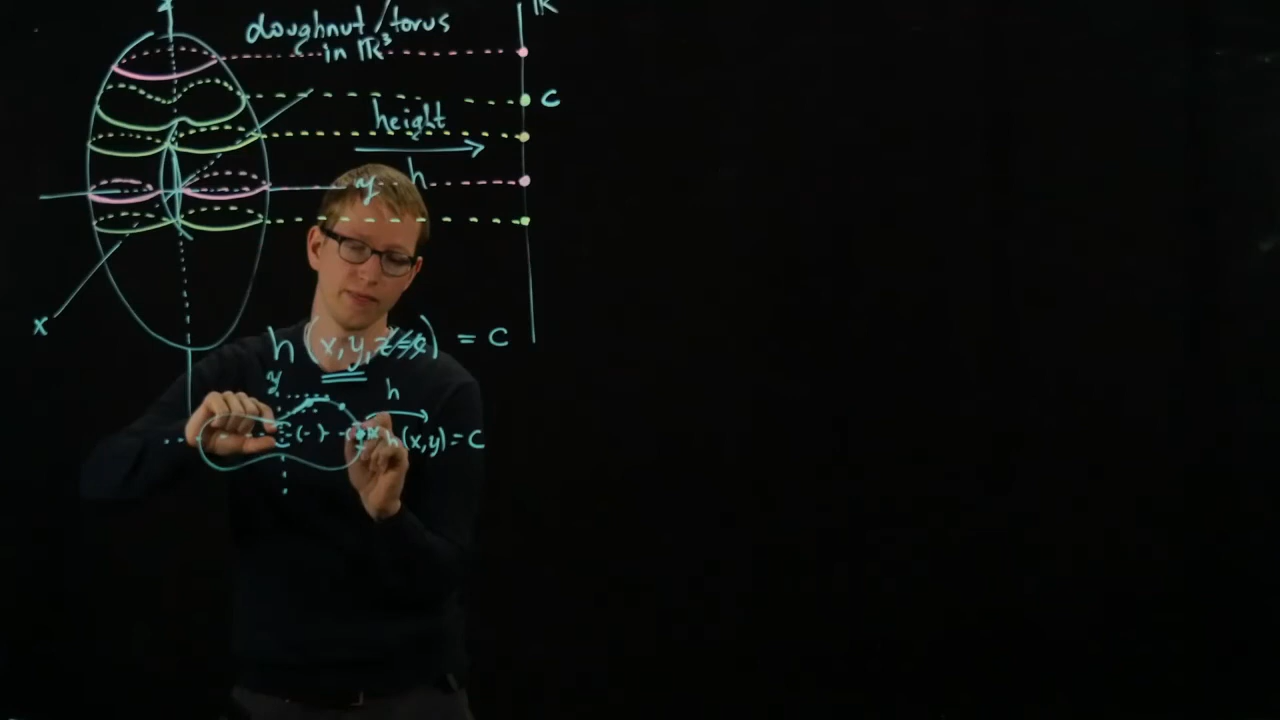 z
ℝ
doughnut / torus
in ℝ³
C
height
y
h
x
h (x, y, z=c) = C
y
h
x
h(x,y) = C